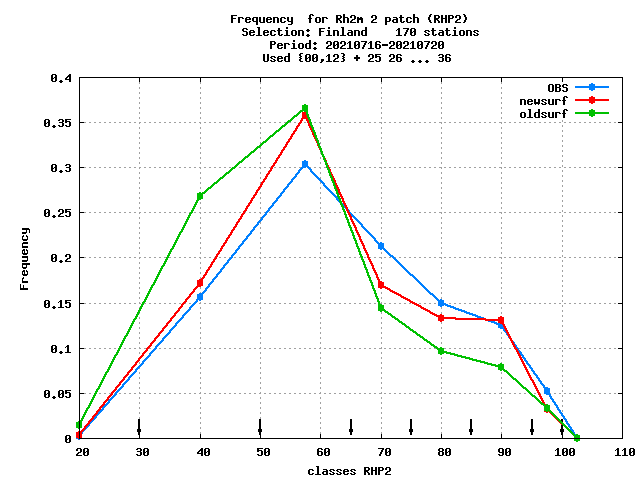 Frequency  for Rh2m 2 patch (RHP2)
Selection: Finland    170 stations
Period: 20210716-20210720
Used {00,12} + 25 26 ... 36
OBS
newsurf
oldsurf
0.4
0.35
0.3
0.25
0.2
0.15
0.1
0.05
0
Frequency
20 30 40 50 60 70 80 90 100 110
classes RHP2